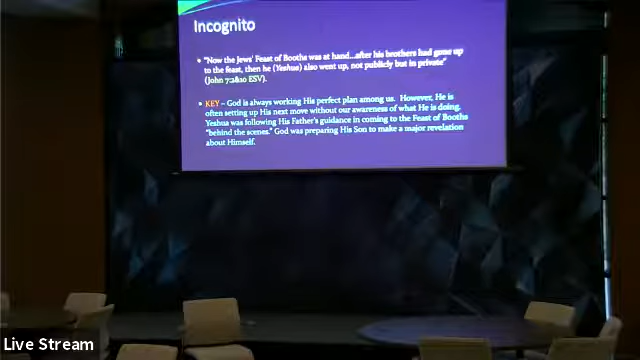 Incognito
• "Now the Jews' Feast of Booths was at hand...after his brothers had gone up
to the feast, then he (Yeshua) also went up, not publicly but in private"
(John 7:2&10 ESV).
• KEY – God is always working His perfect plan among us. However, He is
often setting up His next move without our awareness of what He is doing.
Yeshua was following His Father's guidance in coming to the Feast of Booths
"behind the scenes." God was preparing His Son to make a major revelation
about Himself.
Live Stream